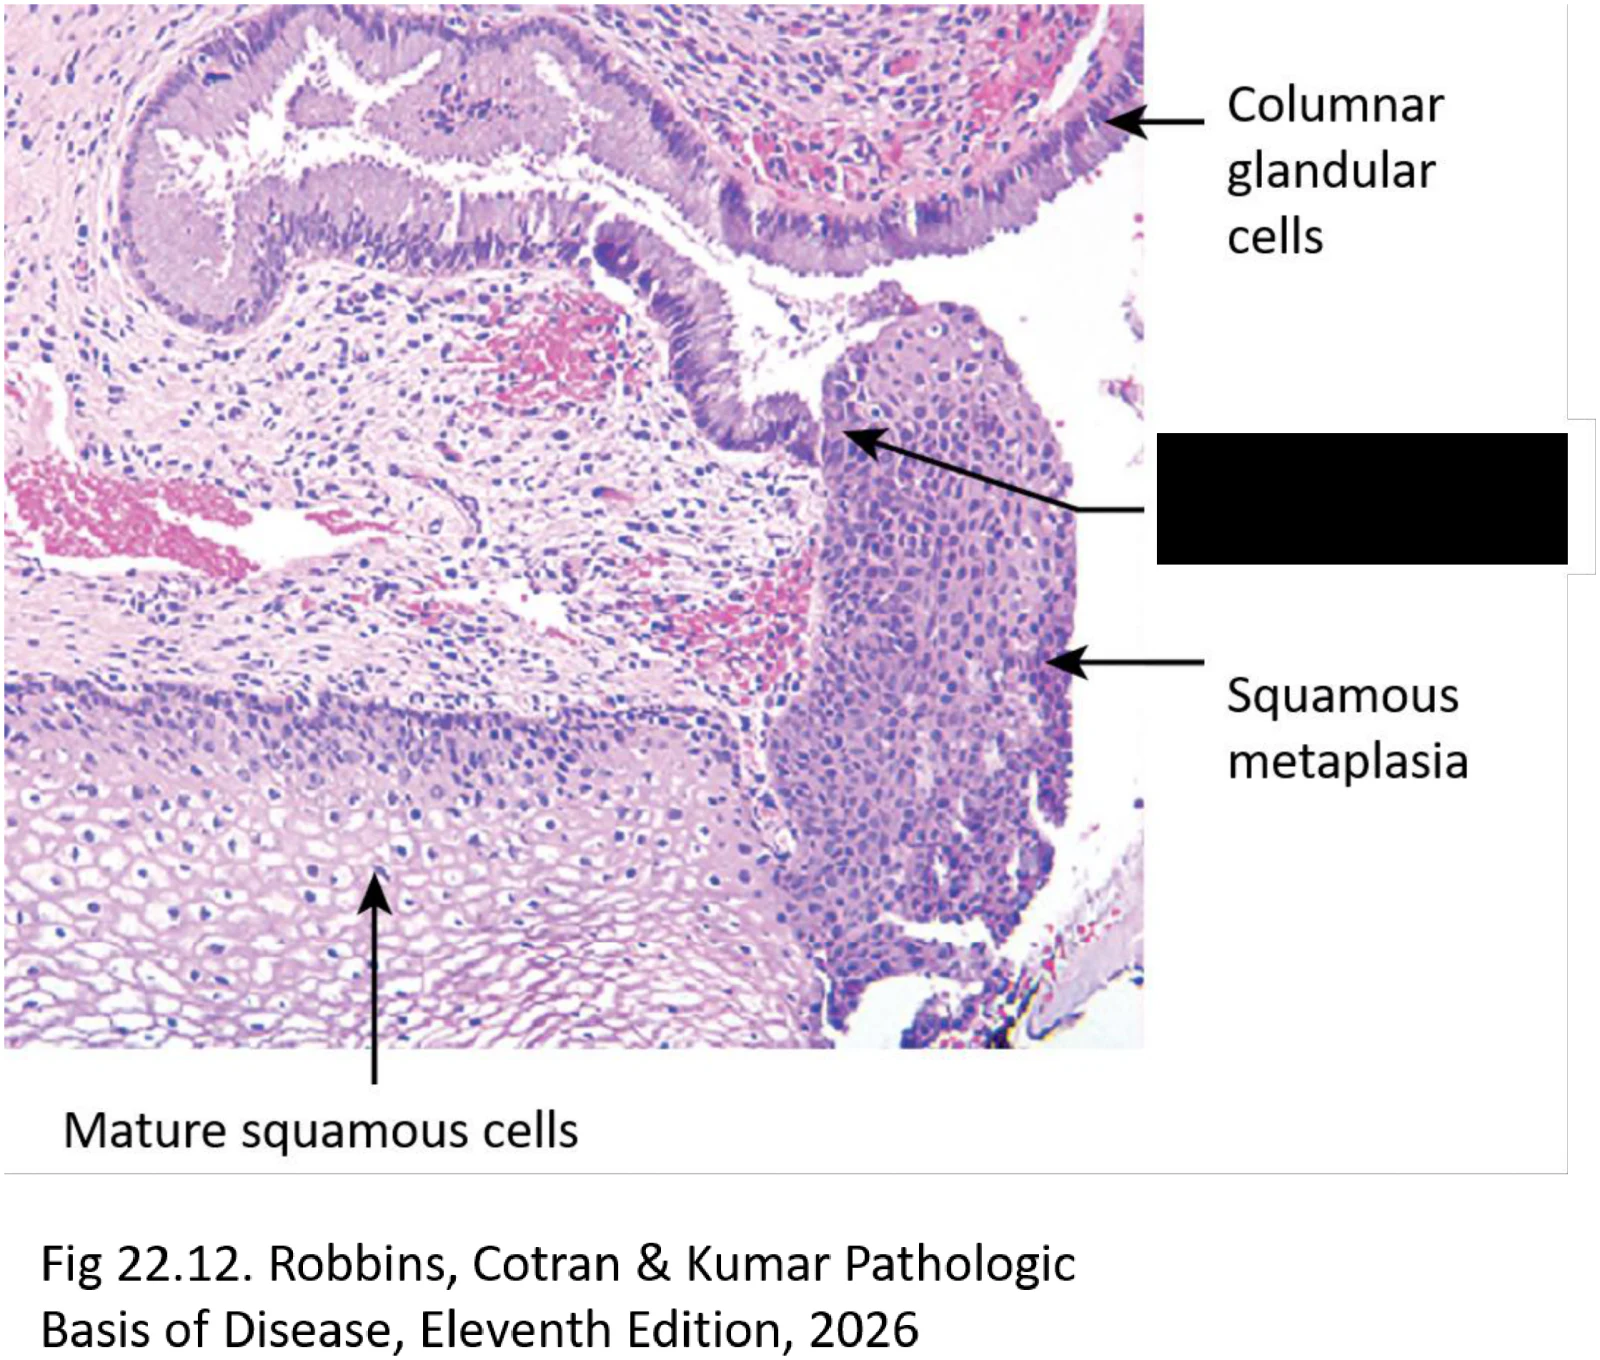 Columnar
glandular
cells
Squamous
metaplasia
Mature squamous cells
Fig 22.12. Robbins, Cotran & Kumar Pathologic
Basis of Disease, Eleventh Edition, 2026